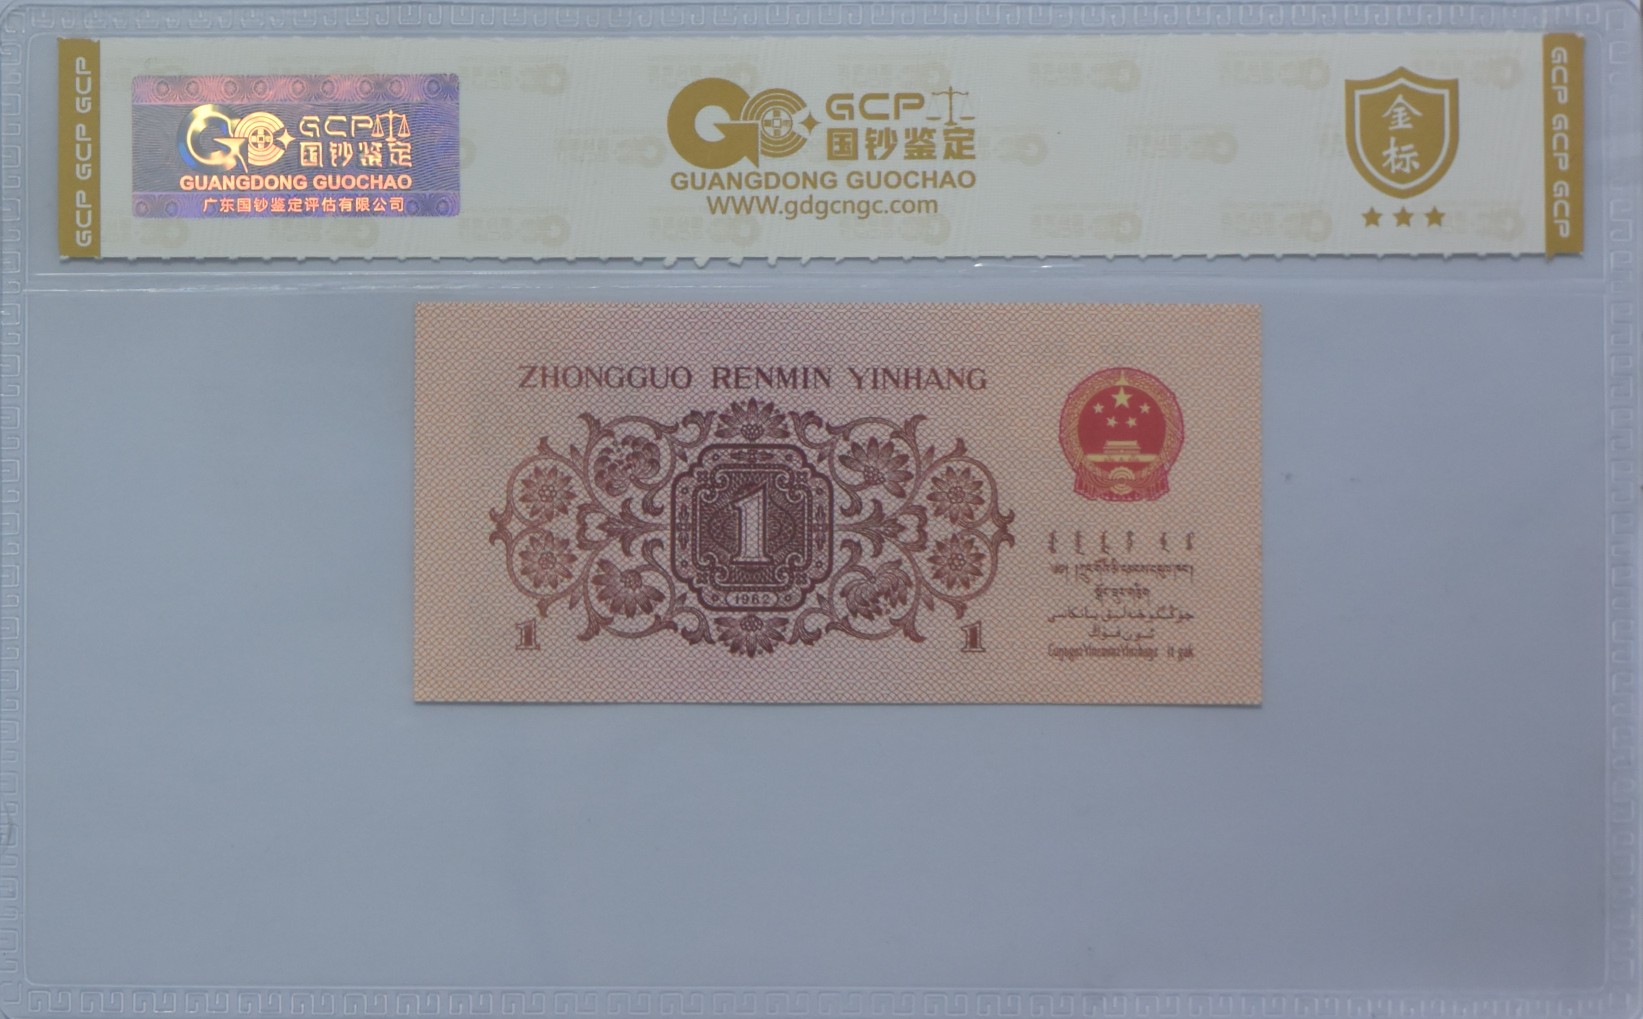 GCP GCP GCP
GCP
国钞鉴定
GUANGDONG GUOCHAO
广东国钞鉴定评估有限公司
GCP
国钞鉴定
GUANGDONG GUOCHAO
WWW.gdgcngc.com
金
标
GCP GCP GCP
ZHONGGUO RENMIN YINHANG
1
(1962)
1
1